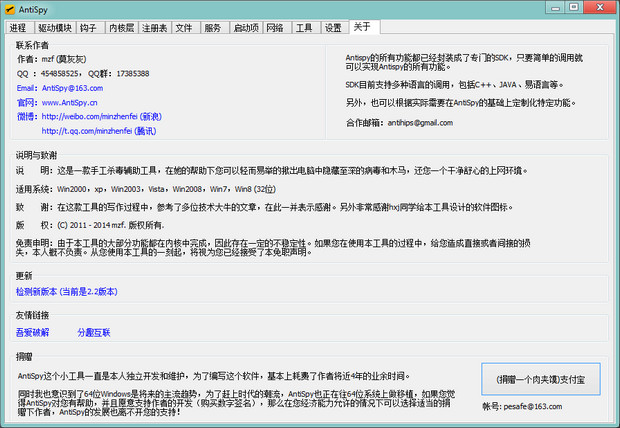 AntiSpy
进程 驱动模块 钩子 内核层 注册表 文件 服务 启动项 网络 工具 设置 关于
联系作者
作者：mzf (莫灰灰)
QQ ：454858525，QQ群：17385388
Email：AntiSpy@163.com
官网：www.AntiSpy.cn
微博：http://weibo.com/minzhenfei (新浪)
http://t.qq.com/minzhenfei (腾讯)
Antispy的所有功能都已经封装成了专门的SDK，只要简单的调用就
可以实现Antispy的所有功能。
SDK目前支持多种语言的调用，包括C++、JAVA、易语言等。
另外，也可以根据实际需要在AntiSpy的基础上定制化特定功能。
合作邮箱：antihips@gmail.com
说明与致谢
说 明：这是一款手工杀毒辅助工具，在她的帮助下您可以轻而易举的揪出电脑中隐藏至深的病毒和木马，还您一个干净舒心的上网环境。
适用系统：Win2000，xp，Win2003，Vista，Win2008，Win7，Win8 (32位)
致 谢：在这款工具的写作过程中，参考了多位技术大牛的文章，在此一并表示感谢。另外非常感谢hxj同学给本工具设计的软件图标。
版 权：(C) 2011 - 2014 mzf. 版权所有.
免责申明：由于本工具的大部分功能都在内核中完成，因此存在一定的不稳定性。如果您在使用本工具的过程中，给您造成直接或者间接的损
失，本人概不负责。从您使用本工具的一刻起，将视为您已经接受了本免职声明。
更新
检测新版本 (当前是2.2版本)
友情链接
吾爱破解 分趣互联
捐赠
AntiSpy这个小工具一直是本人独立开发和维护，为了编写这个软件，基本上耗费了作者将近4年的业余时间。
同时我也意识到了64位Windows是将来的主流趋势，为了赶上时代的潮流，AntiSpy也正在往64位系统上做移植，如果您觉
得AntiSpy对您有帮助，并且愿意支持作者的开发（购买数字签名），那么在您经济能力允许的情况下可以选择适当的捐
赠下作者，AntiSpy的发展也离不开您的支持！
(捐赠一个肉夹馍)支付宝
帐号: pesafe@163.com